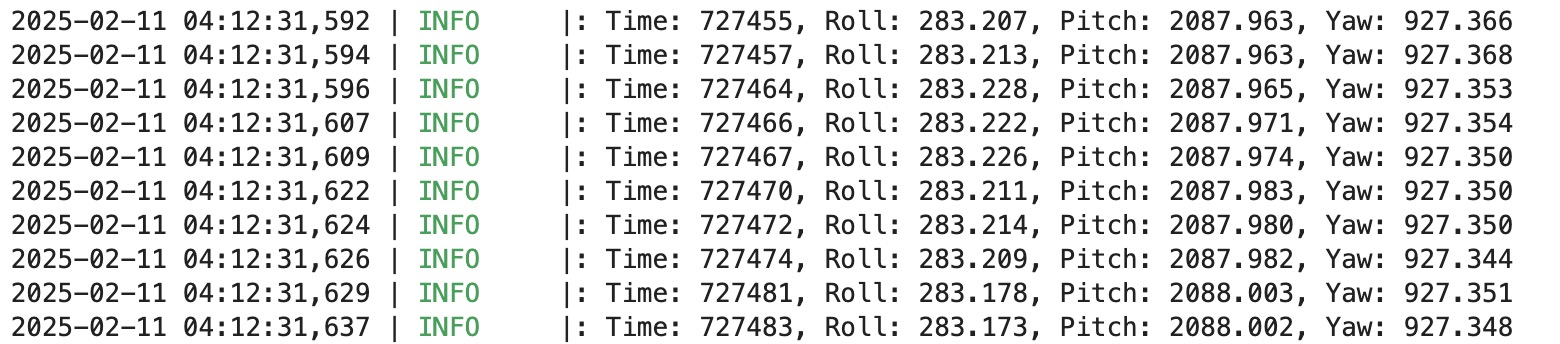 2025-02-11 04:12:31,592 | INFO     |: Time: 727455, Roll: 283.207, Pitch: 2087.963, Yaw: 927.366
2025-02-11 04:12:31,594 | INFO     |: Time: 727457, Roll: 283.213, Pitch: 2087.963, Yaw: 927.368
2025-02-11 04:12:31,596 | INFO     |: Time: 727464, Roll: 283.228, Pitch: 2087.965, Yaw: 927.353
2025-02-11 04:12:31,607 | INFO     |: Time: 727466, Roll: 283.222, Pitch: 2087.971, Yaw: 927.354
2025-02-11 04:12:31,609 | INFO     |: Time: 727467, Roll: 283.226, Pitch: 2087.974, Yaw: 927.350
2025-02-11 04:12:31,622 | INFO     |: Time: 727470, Roll: 283.211, Pitch: 2087.983, Yaw: 927.350
2025-02-11 04:12:31,624 | INFO     |: Time: 727472, Roll: 283.214, Pitch: 2087.980, Yaw: 927.350
2025-02-11 04:12:31,626 | INFO     |: Time: 727474, Roll: 283.209, Pitch: 2087.982, Yaw: 927.344
2025-02-11 04:12:31,629 | INFO     |: Time: 727481, Roll: 283.178, Pitch: 2088.003, Yaw: 927.351
2025-02-11 04:12:31,637 | INFO     |: Time: 727483, Roll: 283.173, Pitch: 2088.002, Yaw: 927.348